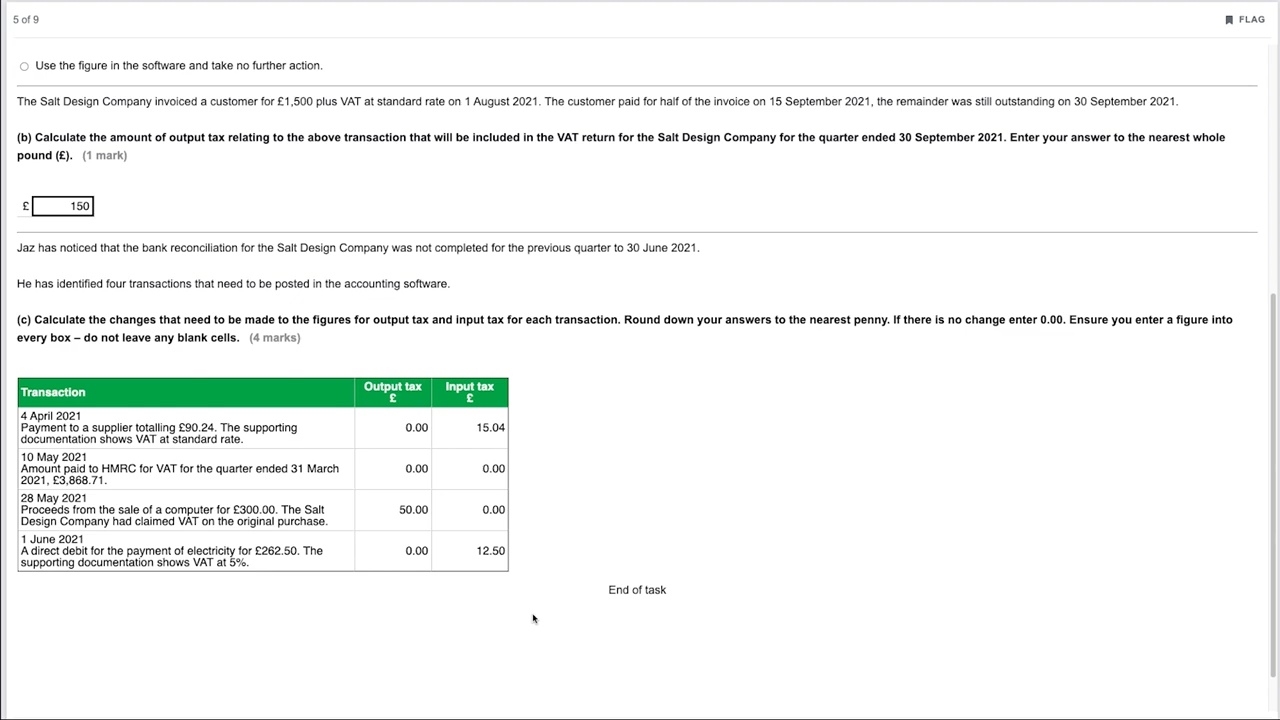 5 of 9
FLAG
Use the figure in the software and take no further action.
The Salt Design Company invoiced a customer for £1,500 plus VAT at standard rate on 1 August 2021. The customer paid for half of the invoice on 15 September 2021, the remainder was still outstanding on 30 September 2021.
(b) Calculate the amount of output tax relating to the above transaction that will be included in the VAT return for the Salt Design Company for the quarter ended 30 September 2021. Enter your answer to the nearest whole
pound (£). (1 mark)
£ 150
Jaz has noticed that the bank reconciliation for the Salt Design Company was not completed for the previous quarter to 30 June 2021.
He has identified four transactions that need to be posted in the accounting software.
(c) Calculate the changes that need to be made to the figures for output tax and input tax for each transaction. Round down your answers to the nearest penny. If there is no change enter 0.00. Ensure you enter a figure into
every box – do not leave any blank cells. (4 marks)
Transaction Output tax £ Input tax £
4 April 2021
Payment to a supplier totalling £90.24. The supporting 0.00 15.04
documentation shows VAT at standard rate.
10 May 2021
Amount paid to HMRC for VAT for the quarter ended 31 March 0.00 0.00
2021, £3,868.71.
28 May 2021
Proceeds from the sale of a computer for £300.00. The Salt 50.00 0.00
Design Company had claimed VAT on the original purchase.
1 June 2021
A direct debit for the payment of electricity for £262.50. The 0.00 12.50
supporting documentation shows VAT at 5%.
End of task